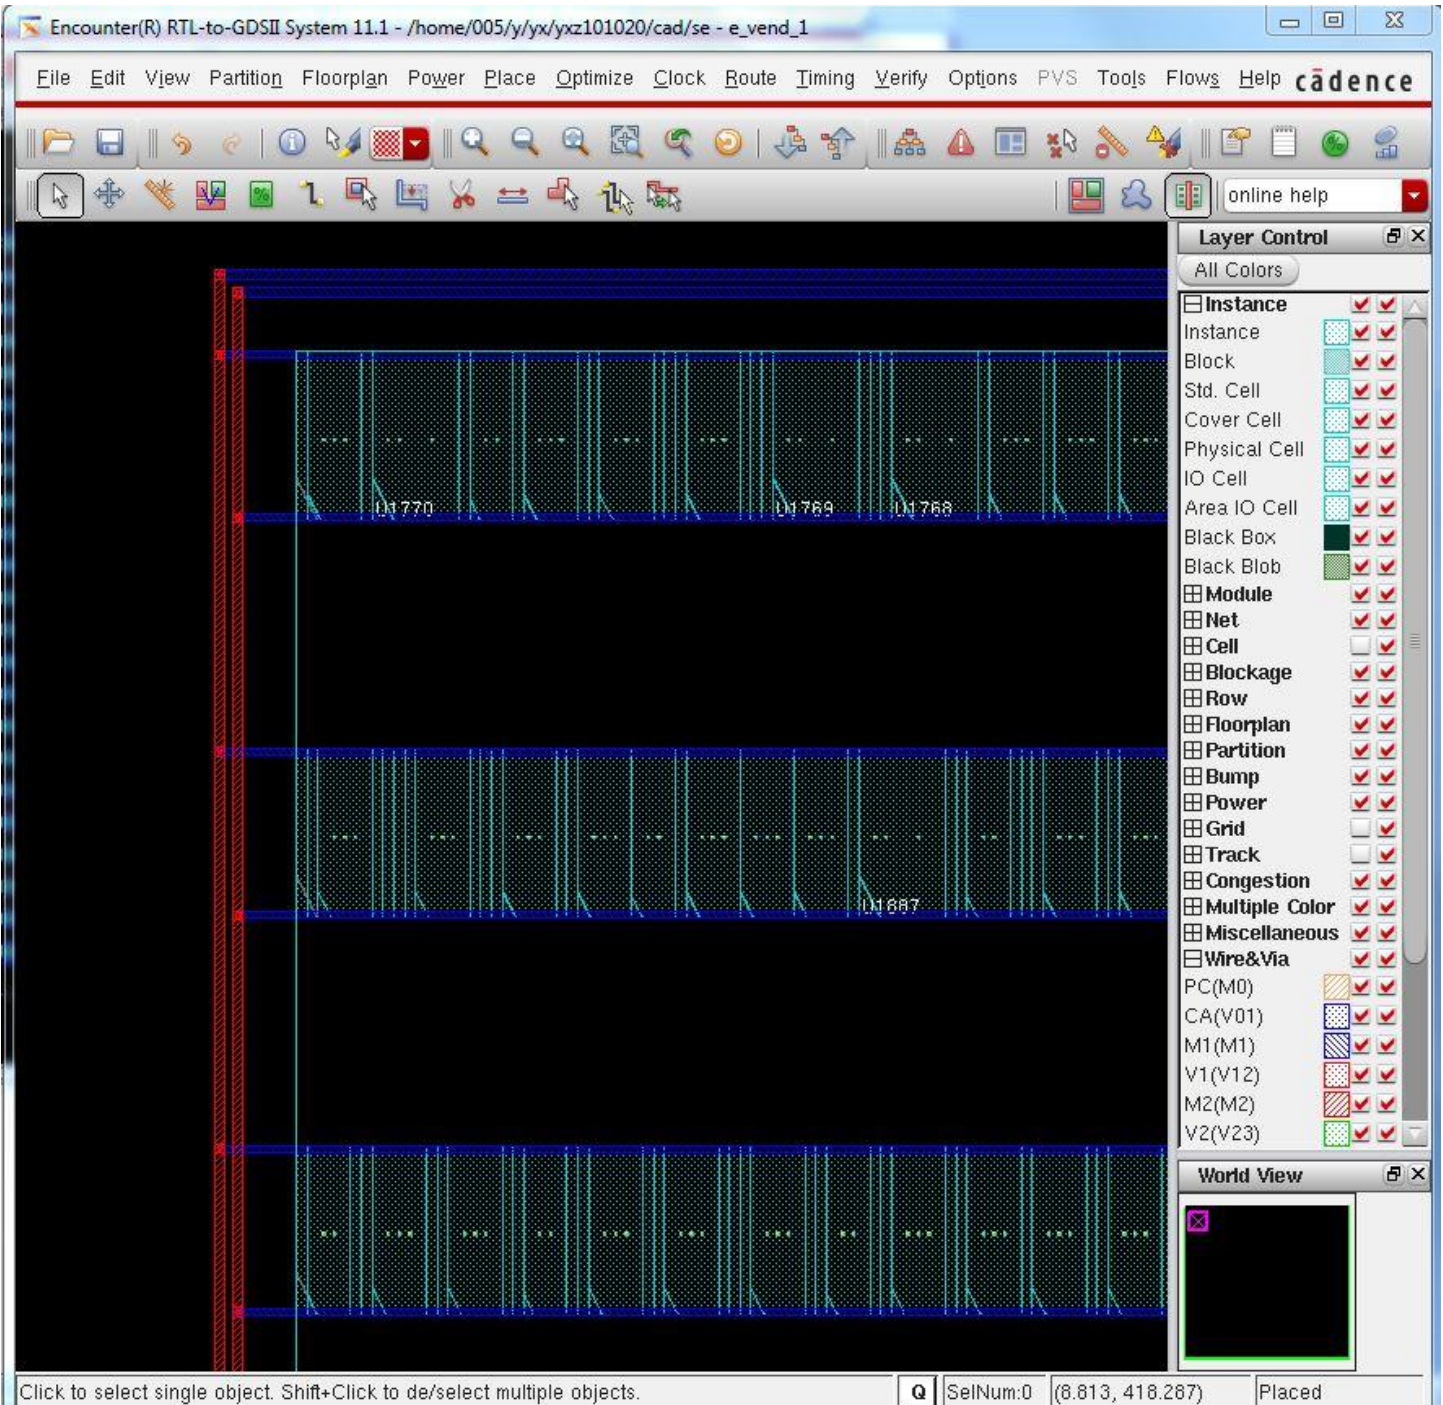 Encounter(R) RTL-to-GDSII System 11.1 - /home/005/y/yx/yxz101020/cad/se - e_vend_1
File Edit View Partition Floorplan Power Place Optimize Clock Route Timing Verify Options PVS Tools Flows Help cādence
online help
Layer Control
All Colors
Instance
Instance
Block
Std. Cell
Cover Cell
Physical Cell
IO Cell
Area IO Cell
Black Box
Black Blob
Module
Net
Cell
Blockage
Row
Floorplan
Partition
Bump
Power
Grid
Track
Congestion
Multiple Color
Miscellaneous
Wire&Via
PC(M0)
CA(V01)
M1(M1)
V1(V12)
M2(M2)
V2(V23)
U1770 U1769 U1768
U1887
World View
Click to select single object. Shift+Click to de/select multiple objects.
Q SelNum:0 (8.813, 418.287) Placed